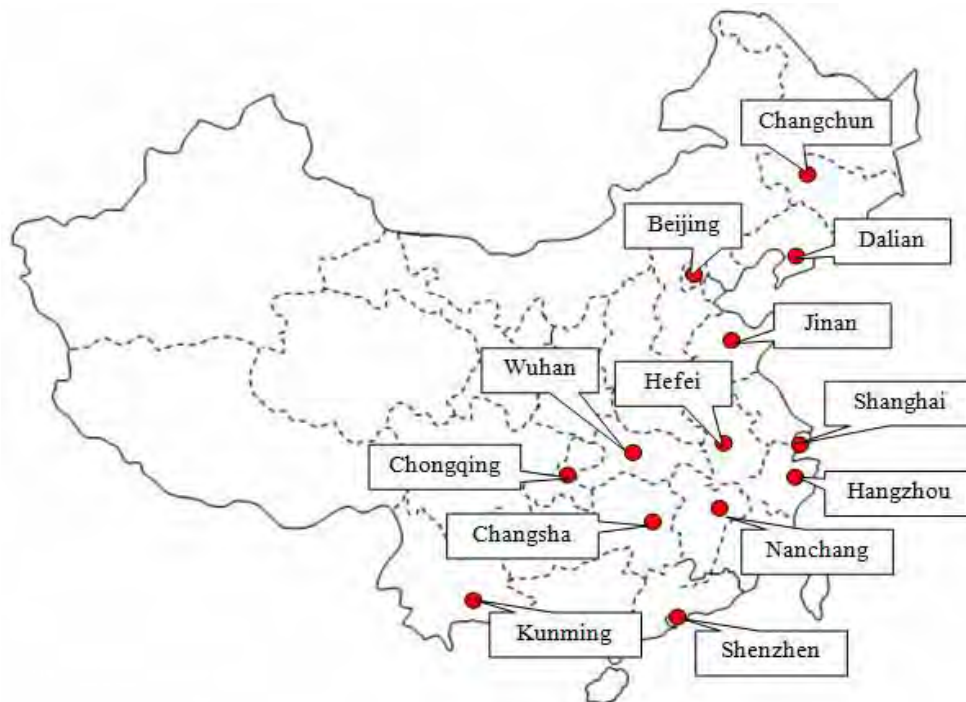 Changchun
Beijing
Dalian
Jinan
Wuhan
Hefei
Shanghai
Chongqing
Hangzhou
Changsha
Nanchang
Kunming
Shenzhen